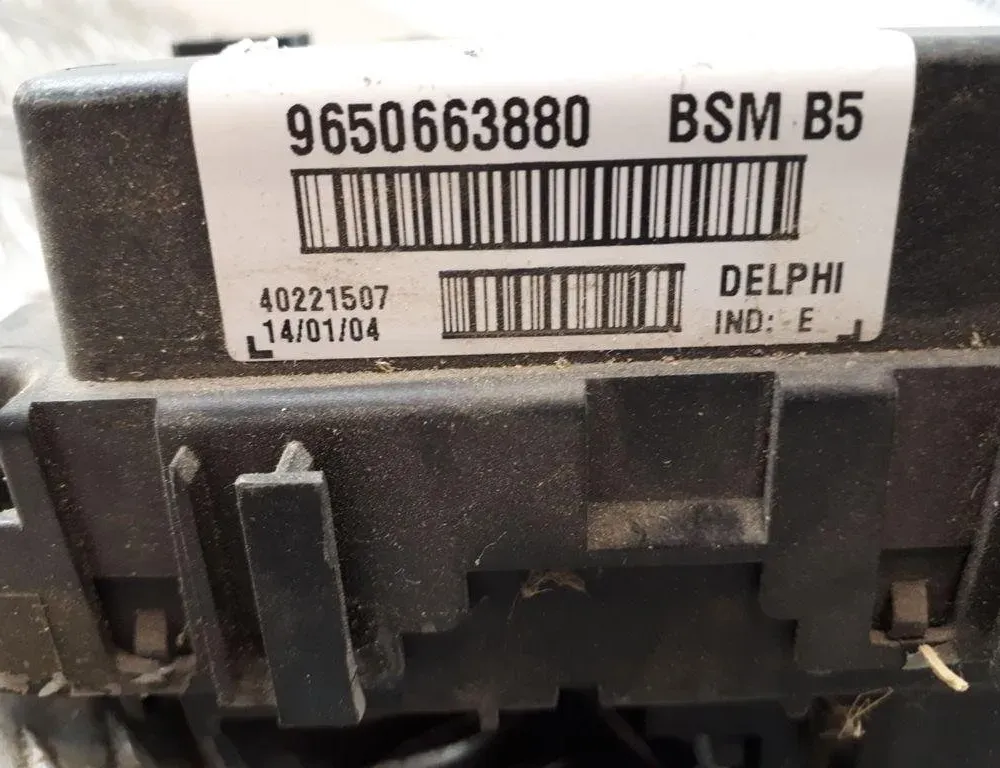 9650663880 BSM B5
40221507 DELPHI
14/01/04 IND: E